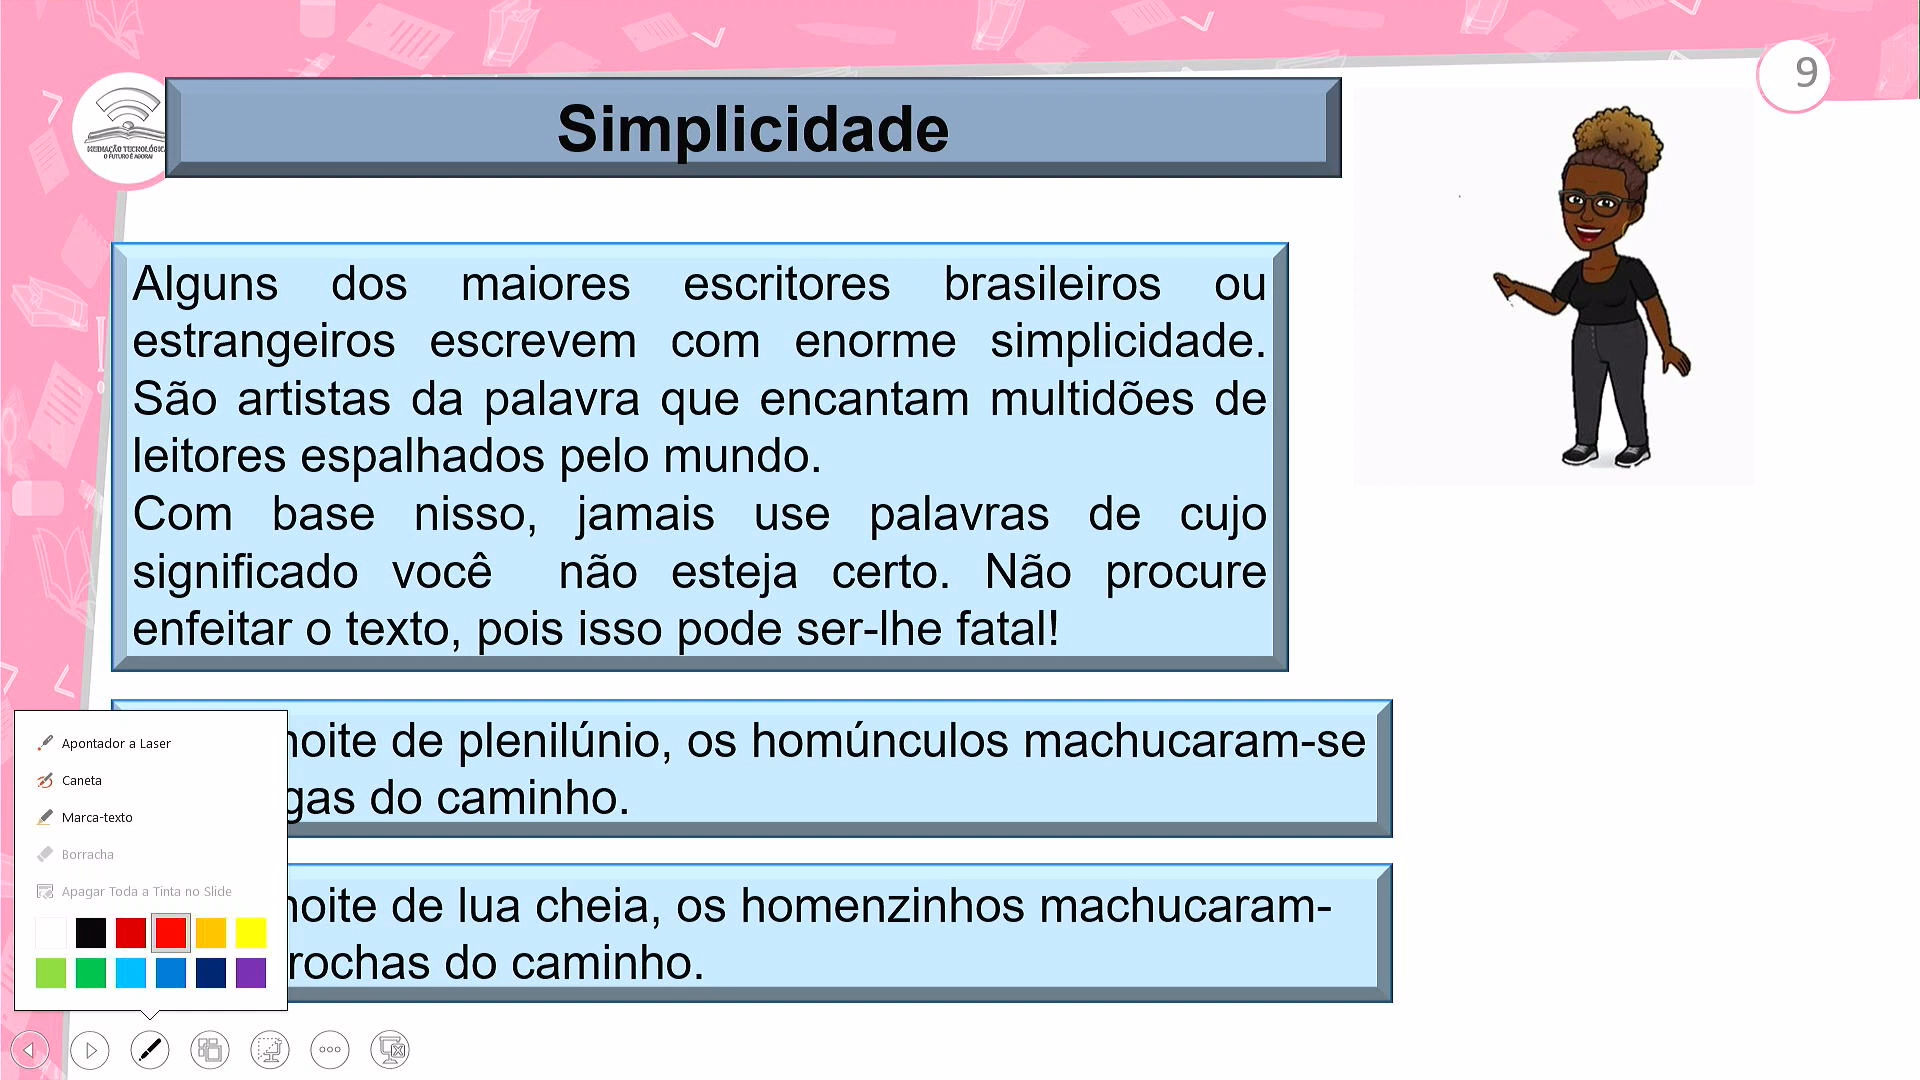 9
MEDIAÇÃO TECNOLÓGICA
O FUTURO É AGORA!
Simplicidade
Alguns dos maiores escritores brasileiros ou
estrangeiros escrevem com enorme simplicidade.
São artistas da palavra que encantam multidões de
leitores espalhados pelo mundo.
Com base nisso, jamais use palavras de cujo
significado você não esteja certo. Não procure
enfeitar o texto, pois isso pode ser-lhe fatal!
noite de plenilúnio, os homúnculos machucaram-se
gas do caminho.
noite de lua cheia, os homenzinhos machucaram-
rochas do caminho.
Apontador a Laser
Caneta
Marca-texto
Borracha
Apagar Toda a Tinta no Slide